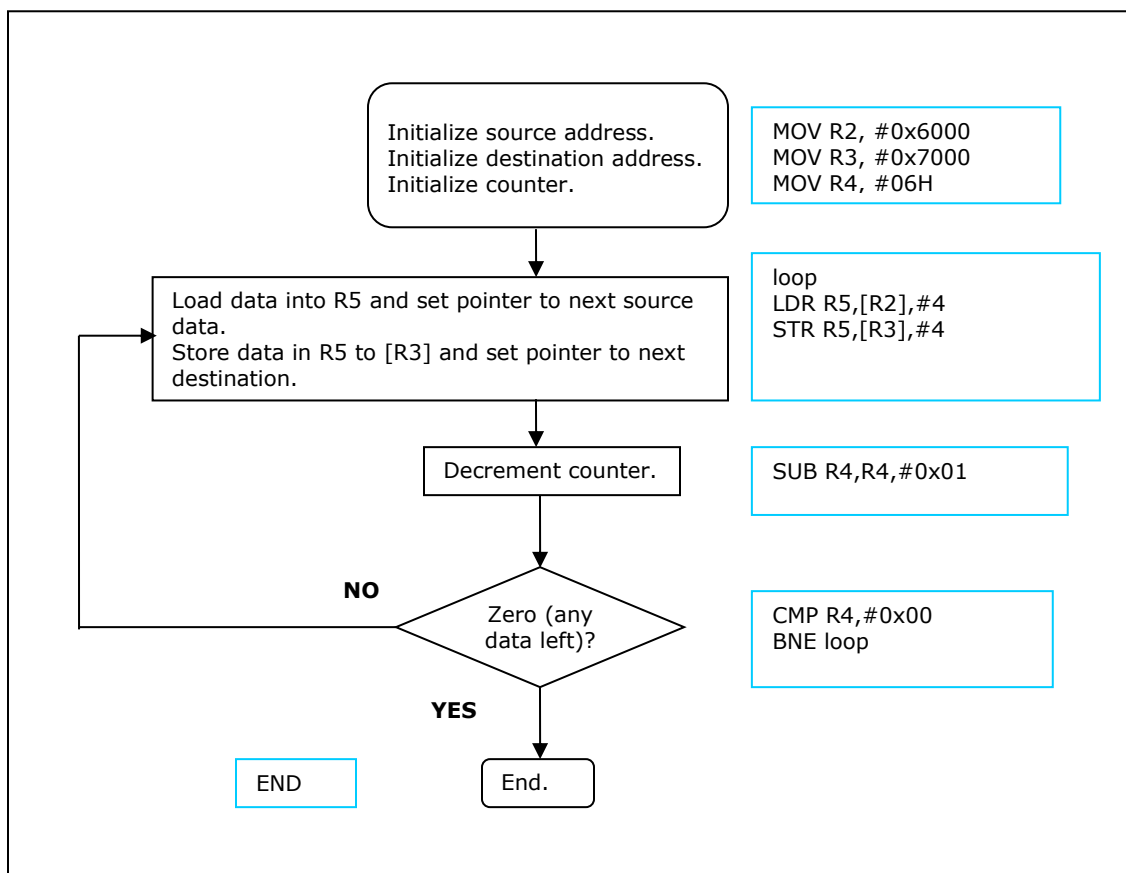 Initialize source address.
Initialize destination address.
Initialize counter.
MOV R2, #0x6000
MOV R3, #0x7000
MOV R4, #06H
Load data into R5 and set pointer to next source
data.
Store data in R5 to [R3] and set pointer to next
destination.
loop
LDR R5,[R2],#4
STR R5,[R3],#4
Decrement counter.
SUB R4,R4,#0x01
NO
Zero (any
data left)?
CMP R4,#0x00
BNE loop
YES
END
End.